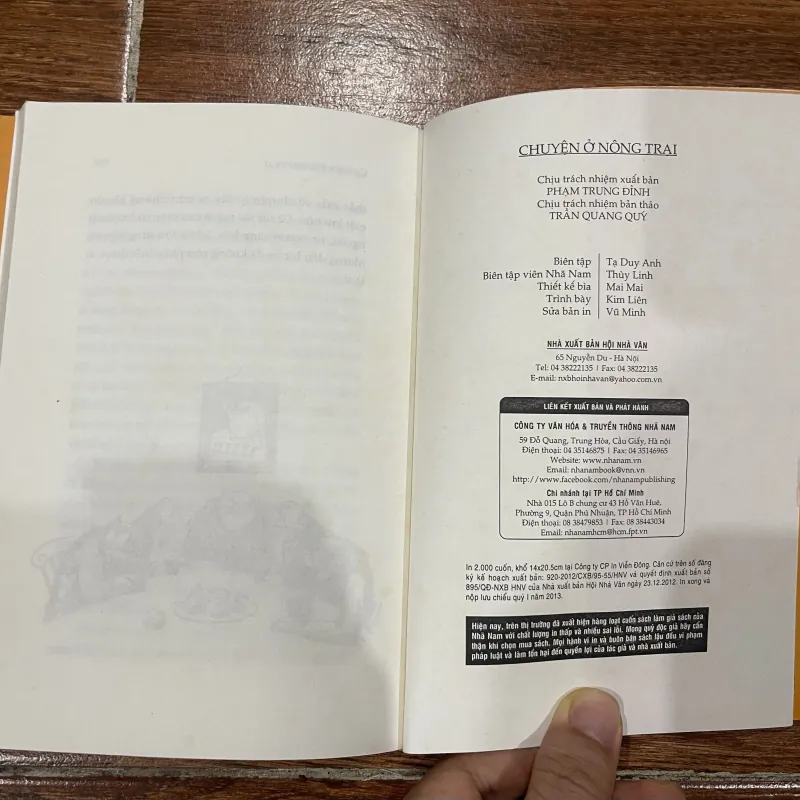 CHUYỆN Ở NÔNG TRẠI
Chịu trách nhiệm xuất bản
PHẠM TRUNG ĐỈNH
Chịu trách nhiệm bản thảo
TRẦN QUANG QUÝ
Biên tập | Tạ Duy Anh
Biên tập viên Nhã Nam | Thùy Linh
Thiết kế bìa | Mai Mai
Trình bày | Kim Liên
Sửa bản in | Vũ Minh
NHÀ XUẤT BẢN HỘI NHÀ VĂN
65 Nguyễn Du - Hà Nội
Tel: 04 38222135 | Fax: 04 38222135
E-mail: nxbhoinhavan@yahoo.com.vn
LIÊN KẾT XUẤT BẢN VÀ PHÁT HÀNH
CÔNG TY VĂN HÓA & TRUYỀN THÔNG NHÃ NAM
59 Đỗ Quang, Trung Hòa, Cầu Giấy, Hà nội
Điện thoại: 04 35146875 | Fax: 04 35146965
Website: www.nhanam.vn
Email: nhanambook@vnn.vn
http://www.facebook.com/nhanampublishing
Chi nhánh tại TP Hồ Chí Minh
Nhà 015 Lô B chung cư 43 Hồ Văn Huê,
Phường 9, Quận Phú Nhuận, TP Hồ Chí Minh
Điện thoại: 08 38479853 | Fax: 08 38443034
Email: nhanamhcm@hcm.fpt.vn
In 2.000 cuốn, khổ 14x20.5cm tại Công ty CP In Viễn Đông. Căn cứ trên số đăng
ký kế hoạch xuất bản: 920-2012/CXB/95-55/HNV và quyết định xuất bản số
895/QĐ-NXB HNV của Nhà xuất bản Hội Nhà Văn ngày 23.12.2012. In xong và
nộp lưu chiểu quý I năm 2013.
Hiện nay, trên thị trường đã xuất hiện hàng loạt cuốn sách làm giả sách của
Nhã Nam với chất lượng in thấp và nhiều sai lỗi. Mong quý độc giả hãy cẩn
thận khi chọn mua sách. Mọi hành vi in và buôn bán sách lậu đều vi phạm
pháp luật và làm tổn hại đến quyền lợi của tác giả và nhà xuất bản.